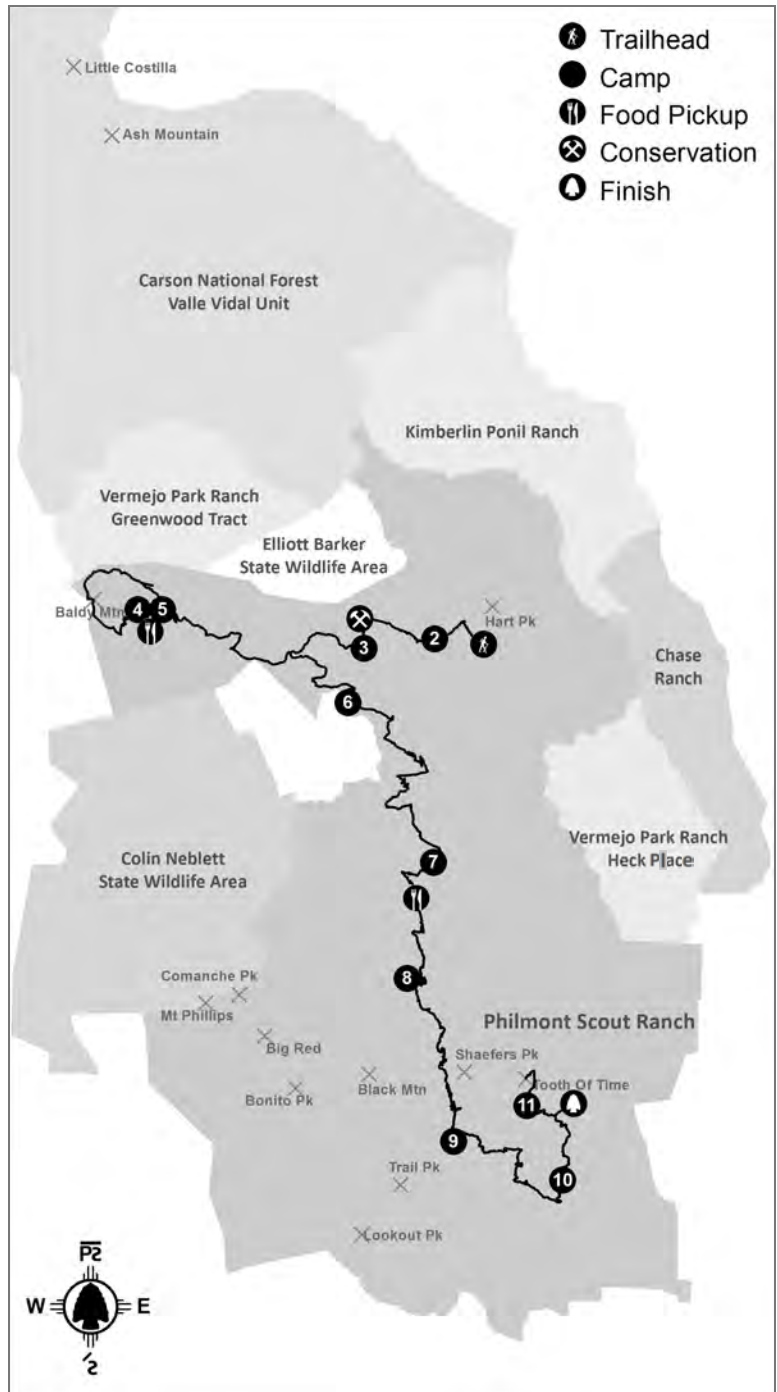 Trailhead
Camp
Food Pickup
Conservation
Finish
Little Costilla
Ash Mountain
Carson National Forest
Valle Vidal Unit
Kimberlin Ponil Ranch
Vermejo Park Ranch
Greenwood Tract
Elliott Barker
State Wildlife Area
Baldy Mtn
4
5
Hart Pk
2
3
Chase
Ranch
6
Vermejo Park Ranch
Heck Place
Colin Neblett
State Wildlife Area
7
8
Comanche Pk
Mt Phillips
Philmont Scout Ranch
Big Red
Shaefers Pk
Black Mtn
Tooth Of Time
Bonito Pk
11
9
Trail Pk
10
Lookout Pk
W
E